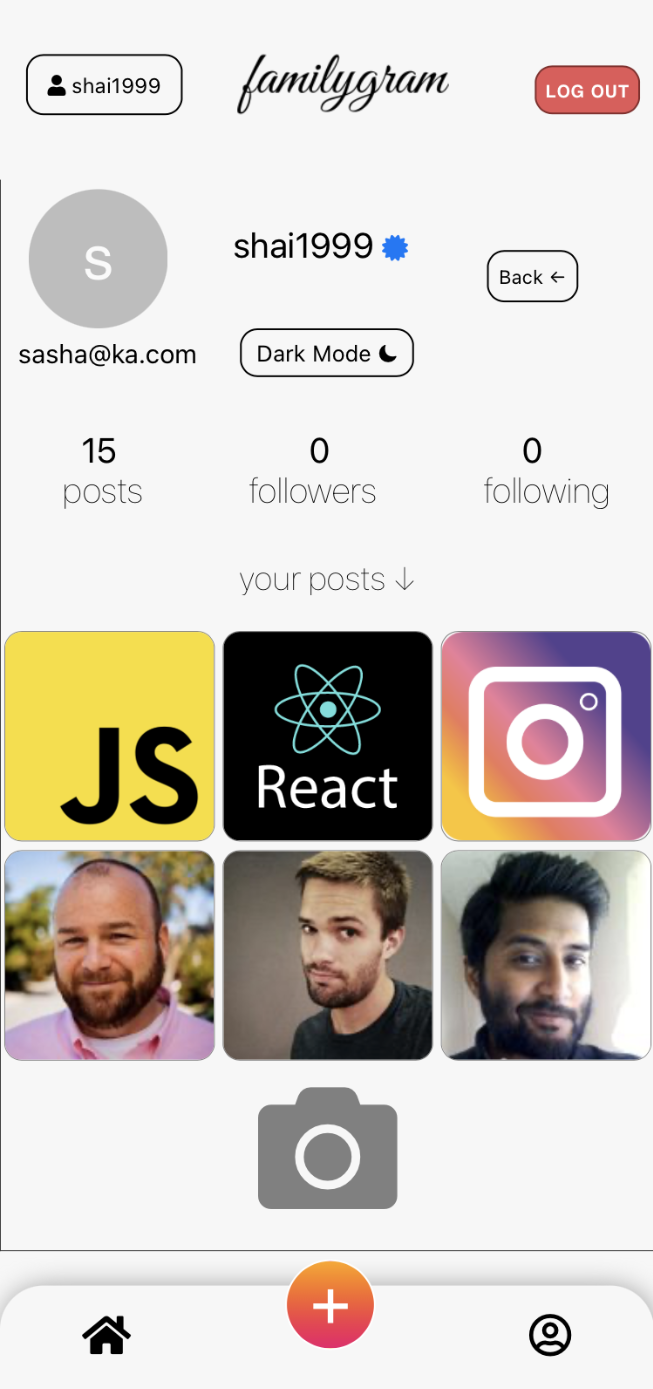 shai1999
familygram
LOG OUT
S
shai1999
Back ←
sasha@ka.com
Dark Mode
15
posts
0
followers
0
following
your posts ↓
JS
React